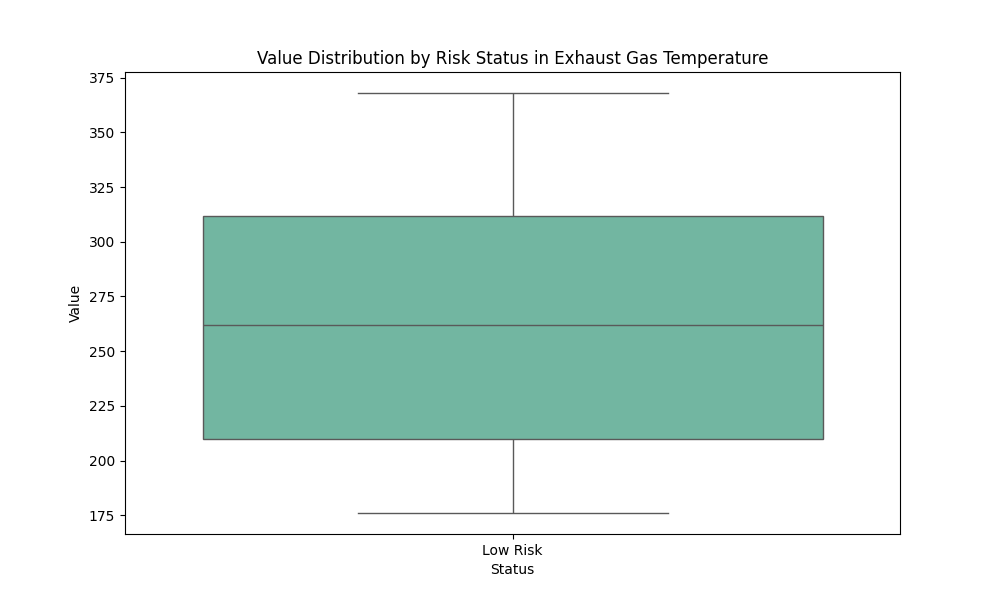 Value Distribution by Risk Status in Exhaust Gas Temperature
375
350
325
300
275
250
225
200
175
Value
Low Risk
Status